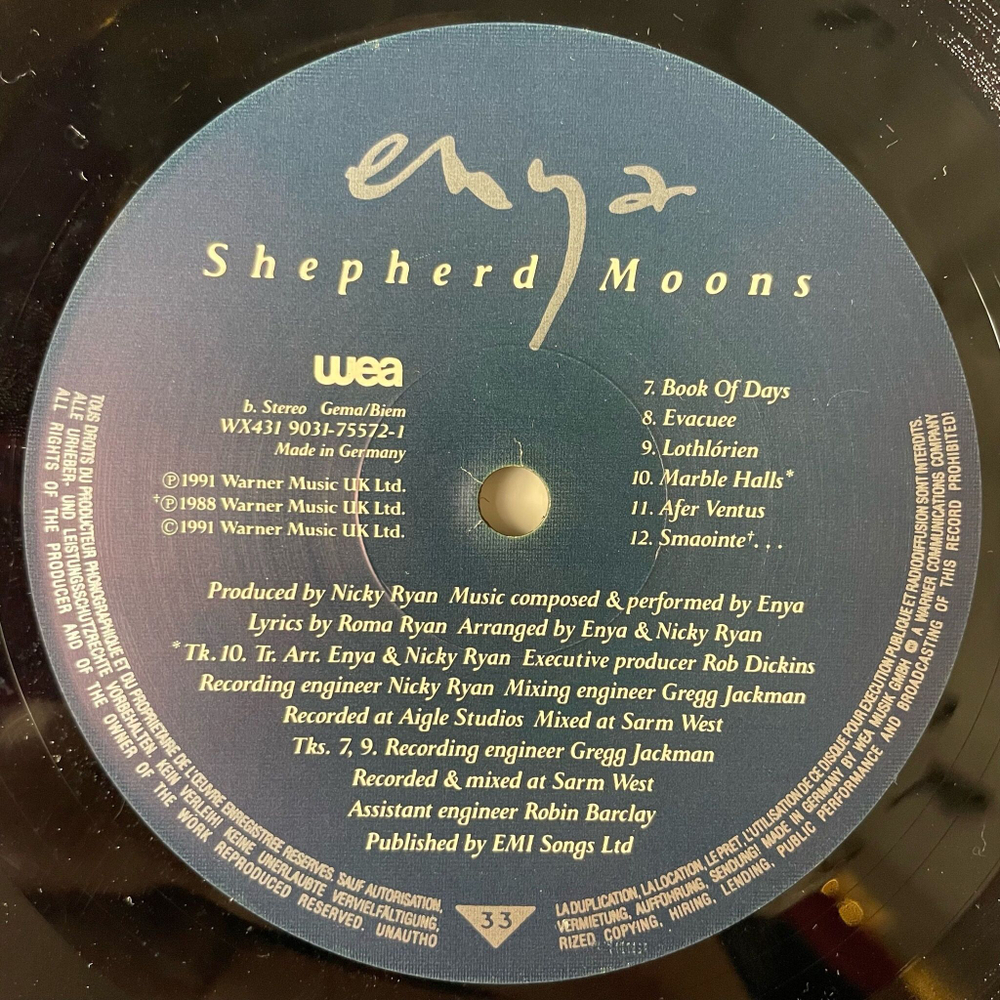 enya
Shepherd Moons
wea
b. Stereo Gema/Biem
WX431 9031-75572-1
Made in Germany
℗1991 Warner Music UK Ltd.
†℗1988 Warner Music UK Ltd.
©1991 Warner Music UK Ltd.
7. Book Of Days
8. Evacuee
9. Lothlórien
10. Marble Halls*
11. Afer Ventus
12. Smaointe†...
Produced by Nicky Ryan Music composed & performed by Enya
Lyrics by Roma Ryan Arranged by Enya & Nicky Ryan
*Tk. 10. Tr. Arr. Enya & Nicky Ryan Executive producer Rob Dickins
Recording engineer Nicky Ryan Mixing engineer Gregg Jackman
Recorded at Aigle Studios Mixed at Sarm West
Tks. 7, 9. Recording engineer Gregg Jackman
Recorded & mixed at Sarm West
Assistant engineer Robin Barclay
Published by EMI Songs Ltd
TOUS DROITS DU PRODUCTEUR PHONOGRAPHIQUE ET DU PROPRIETAIRE DE L'ŒUVRE ENREGISTREE RESERVES. SAUF AUTORISATION,
ALLE URHEBER- UND LEISTUNGSSCHUTZRECHTE VORBEHALTEN. KEIN VERLEIH! KEINE UNERLAUBTE VERVIELFÄLTIGUNG,
ALL RIGHTS OF THE PRODUCER AND OF THE OWNER OF THE WORK REPRODUCED RESERVED. UNAUTHO
33
LA DUPLICATION, LA LOCATION, LE PRET, L'UTILISATION DE CE DISQUE POUR EXECUTION PUBLIQUE ET RADIODIFFUSION SONT INTERDITS.
VERMIETUNG, AUFFÜHRUNG, SENDUNG! MADE IN GERMANY BY WEA MUSIK GMBH A WARNER COMMUNICATIONS COMPANY
RIZED COPYING, HIRING, LENDING, PUBLIC PERFORMANCE AND BROADCASTING OF THIS RECORD PROHIBITED!